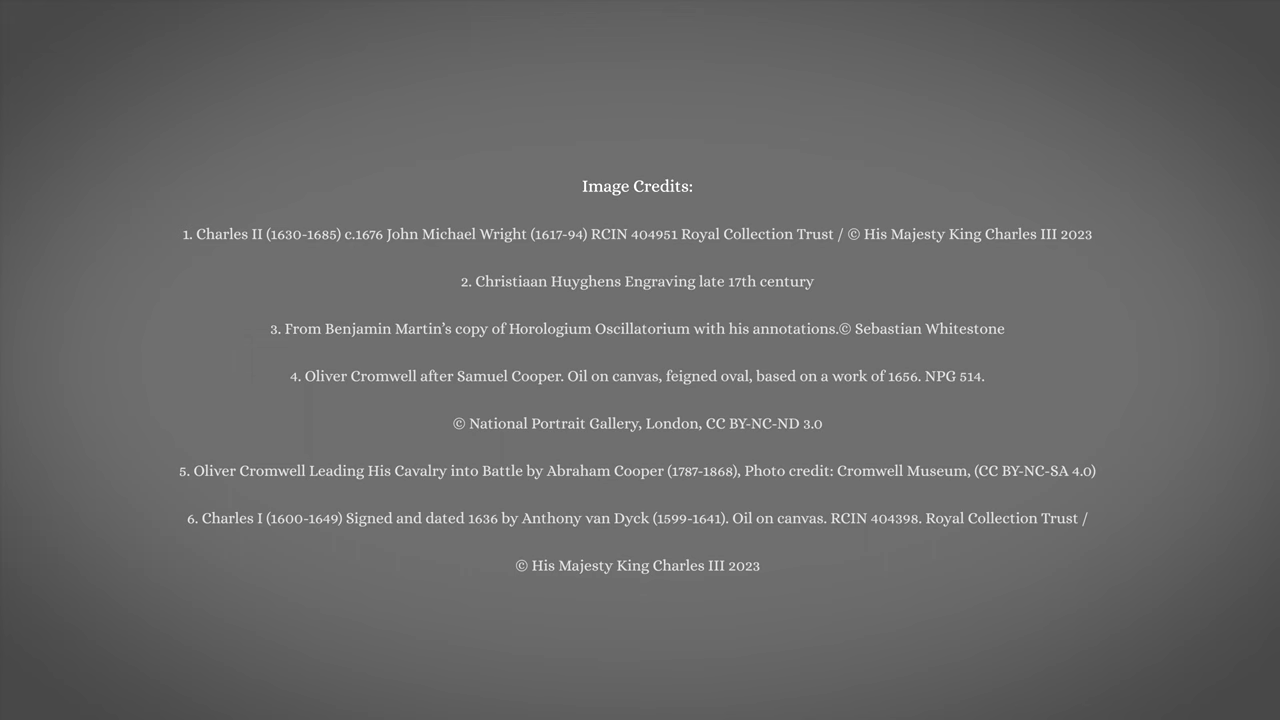 Image Credits:
1. Charles II (1630-1685) c.1676 John Michael Wright (1617-94) RCIN 404951 Royal Collection Trust / © His Majesty King Charles III 2023
2. Christiaan Huyghens Engraving late 17th century
3. From Benjamin Martin’s copy of Horologium Oscillatorium with his annotations.© Sebastian Whitestone
4. Oliver Cromwell after Samuel Cooper. Oil on canvas, feigned oval, based on a work of 1656. NPG 514.
© National Portrait Gallery, London, CC BY-NC-ND 3.0
5. Oliver Cromwell Leading His Cavalry into Battle by Abraham Cooper (1787-1868), Photo credit: Cromwell Museum, (CC BY-NC-SA 4.0)
6. Charles I (1600-1649) Signed and dated 1636 by Anthony van Dyck (1599-1641). Oil on canvas. RCIN 404398. Royal Collection Trust /
© His Majesty King Charles III 2023